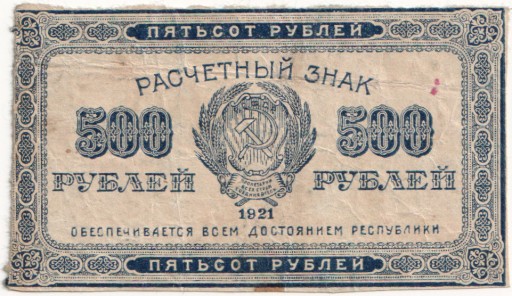 ПЯТЬСОТ РУБЛЕЙ
РАСЧЕТНЫЙ ЗНАК
500 500
РУБЛЕЙ РУБЛЕЙ
1921
ОБЕСПЕЧИВАЕТСЯ ВСЕМ ДОСТОЯНИЕМ РЕСПУБЛИКИ
ПЯТЬСОТ РУБЛЕЙ